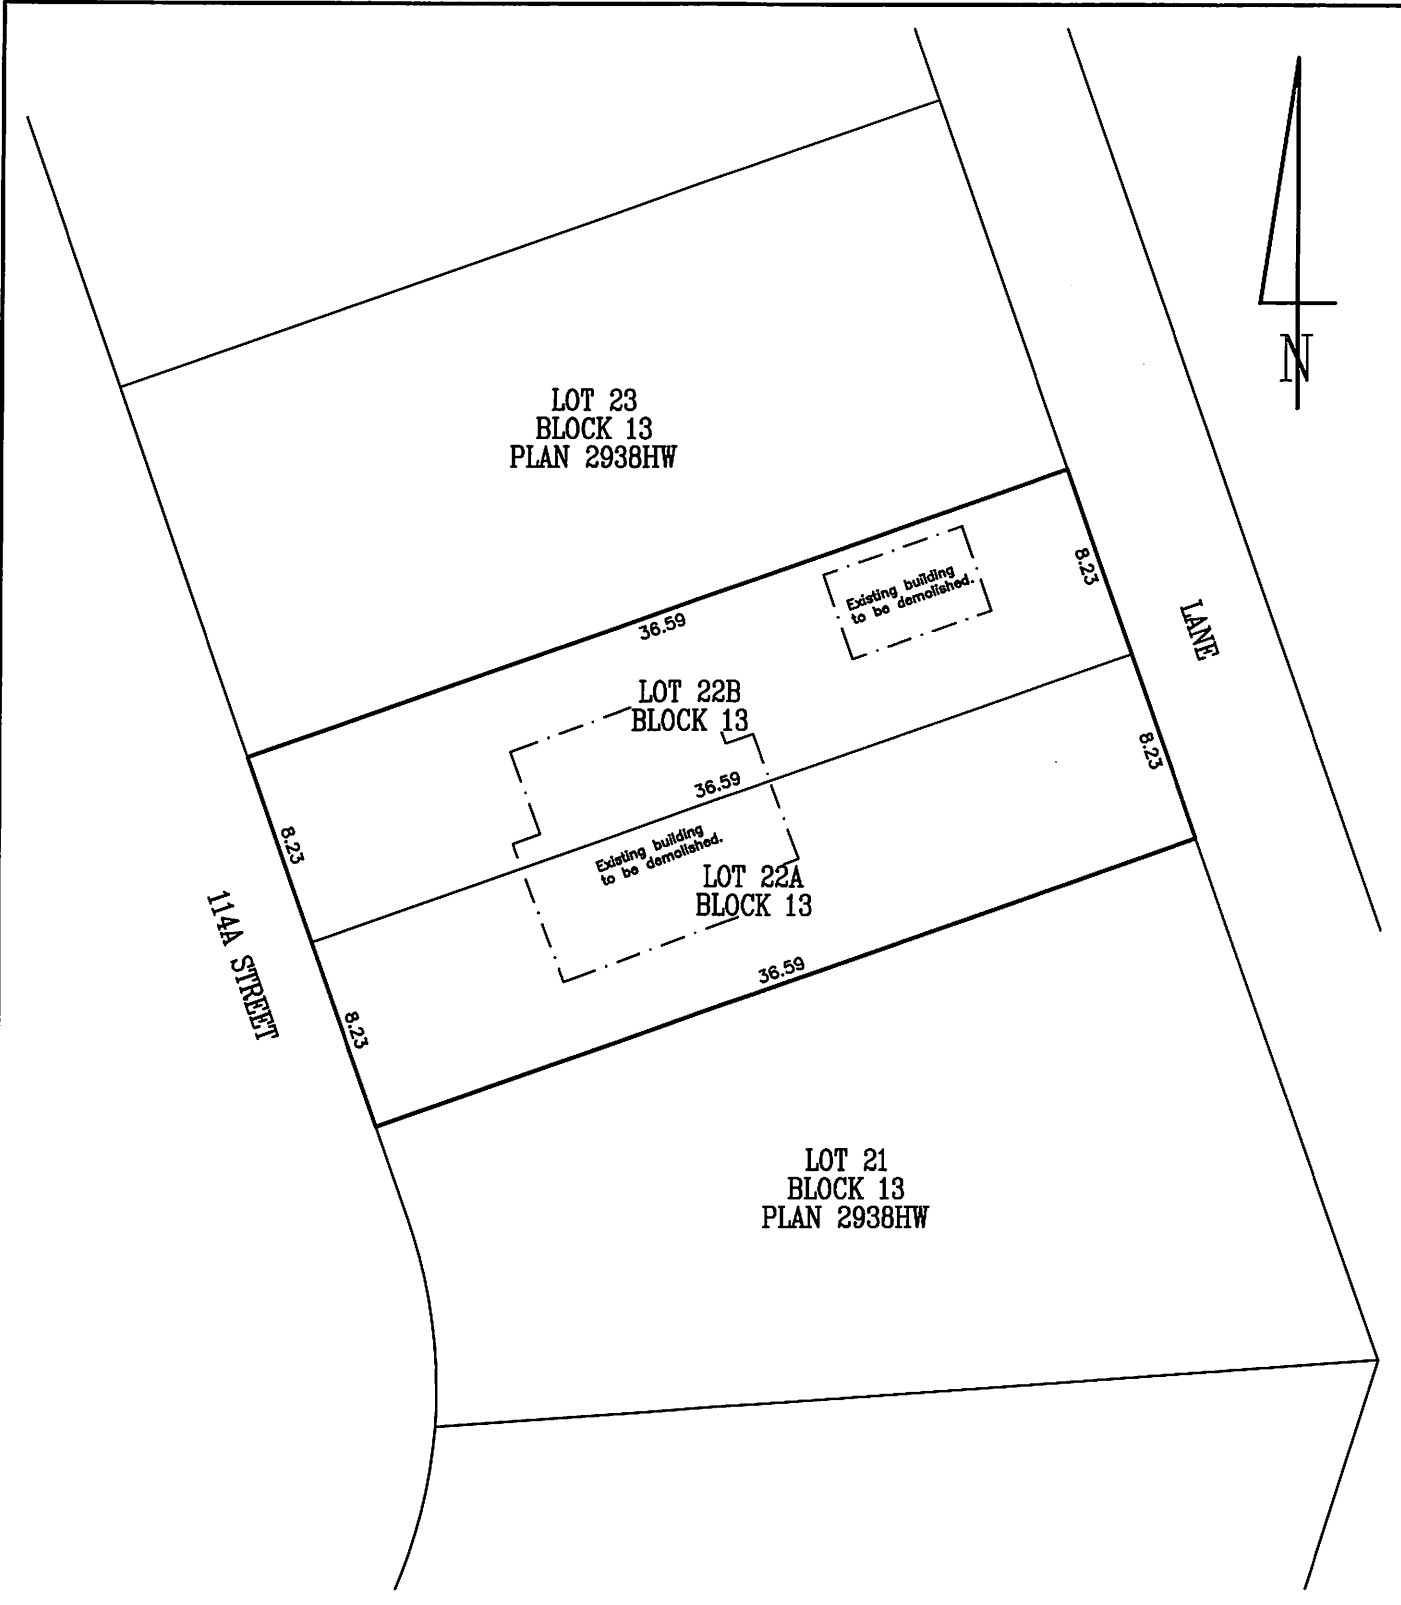 N
LOT 23
BLOCK 13
PLAN 2938HW
Existing building
to be demolished.
8.23
LANE
36.59
LOT 22B
BLOCK 13
8.23
36.59
8.23
Existing building
to be demolished.
LOT 22A
BLOCK 13
114A STREET
36.59
8.23
LOT 21
BLOCK 13
PLAN 2938HW